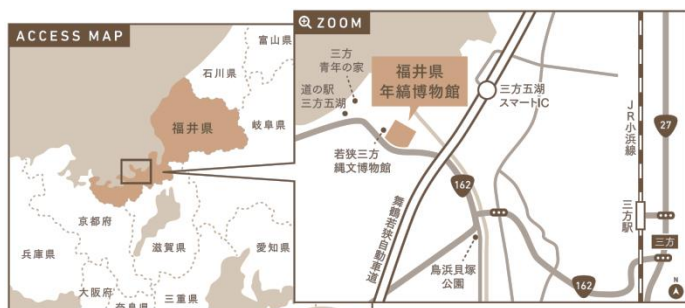 ACCESS MAP
富山県
石川県
福井県
岐阜県
京都府
兵庫県
滋賀県
愛知県
大阪府
三重県
奈良県
ZOOM
三方
青年の家
道の駅
三方五湖
福井県
年縞博物館
三方五湖
スマートIC
若狭三方
縄文博物館
舞鶴若狭自動車道
162
鳥浜貝塚
公園
162
JR小浜線
27
三方駅
三方
N